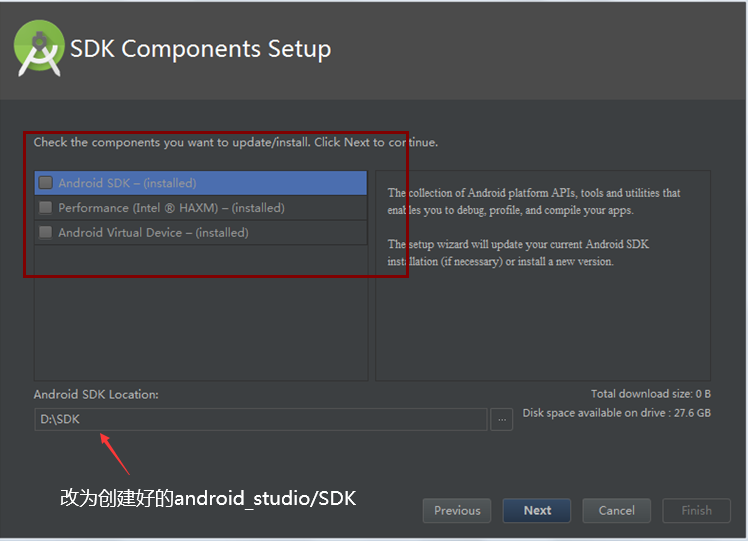 SDK Components Setup
Check the components you want to update/install. Click Next to continue.
Android SDK – (installed)
Performance (Intel ® HAXM) – (installed)
Android Virtual Device – (installed)
The collection of Android platform APIs, tools and utilities that
enables you to debug, profile, and compile your apps.
The setup wizard will update your current Android SDK
installation (if necessary) or install a new version.
Android SDK Location:
D:\SDK
...
Total download size: 0 B
Disk space available on drive : 27.6 GB
改为创建好的android_studio/SDK
Previous
Next
Cancel
Finish